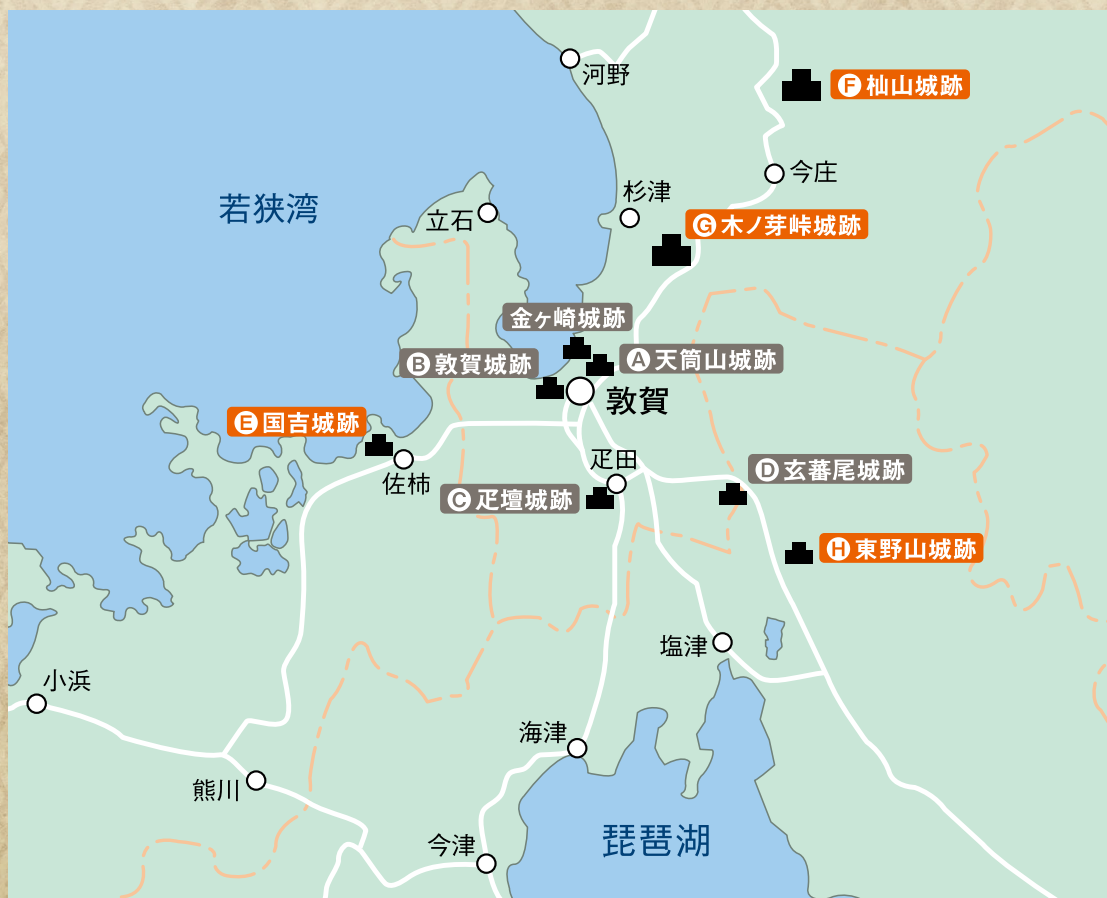 河野
F 杣山城跡
今庄
杉津
若狭湾
立石
G 木ノ芽峠城跡
金ヶ崎城跡
B 敦賀城跡
A 天筒山城跡
敦賀
E 国吉城跡
佐柿
疋田
D 玄蕃尾城跡
C 疋壇城跡
H 東野山城跡
塩津
小浜
海津
熊川
今津
琵琶湖